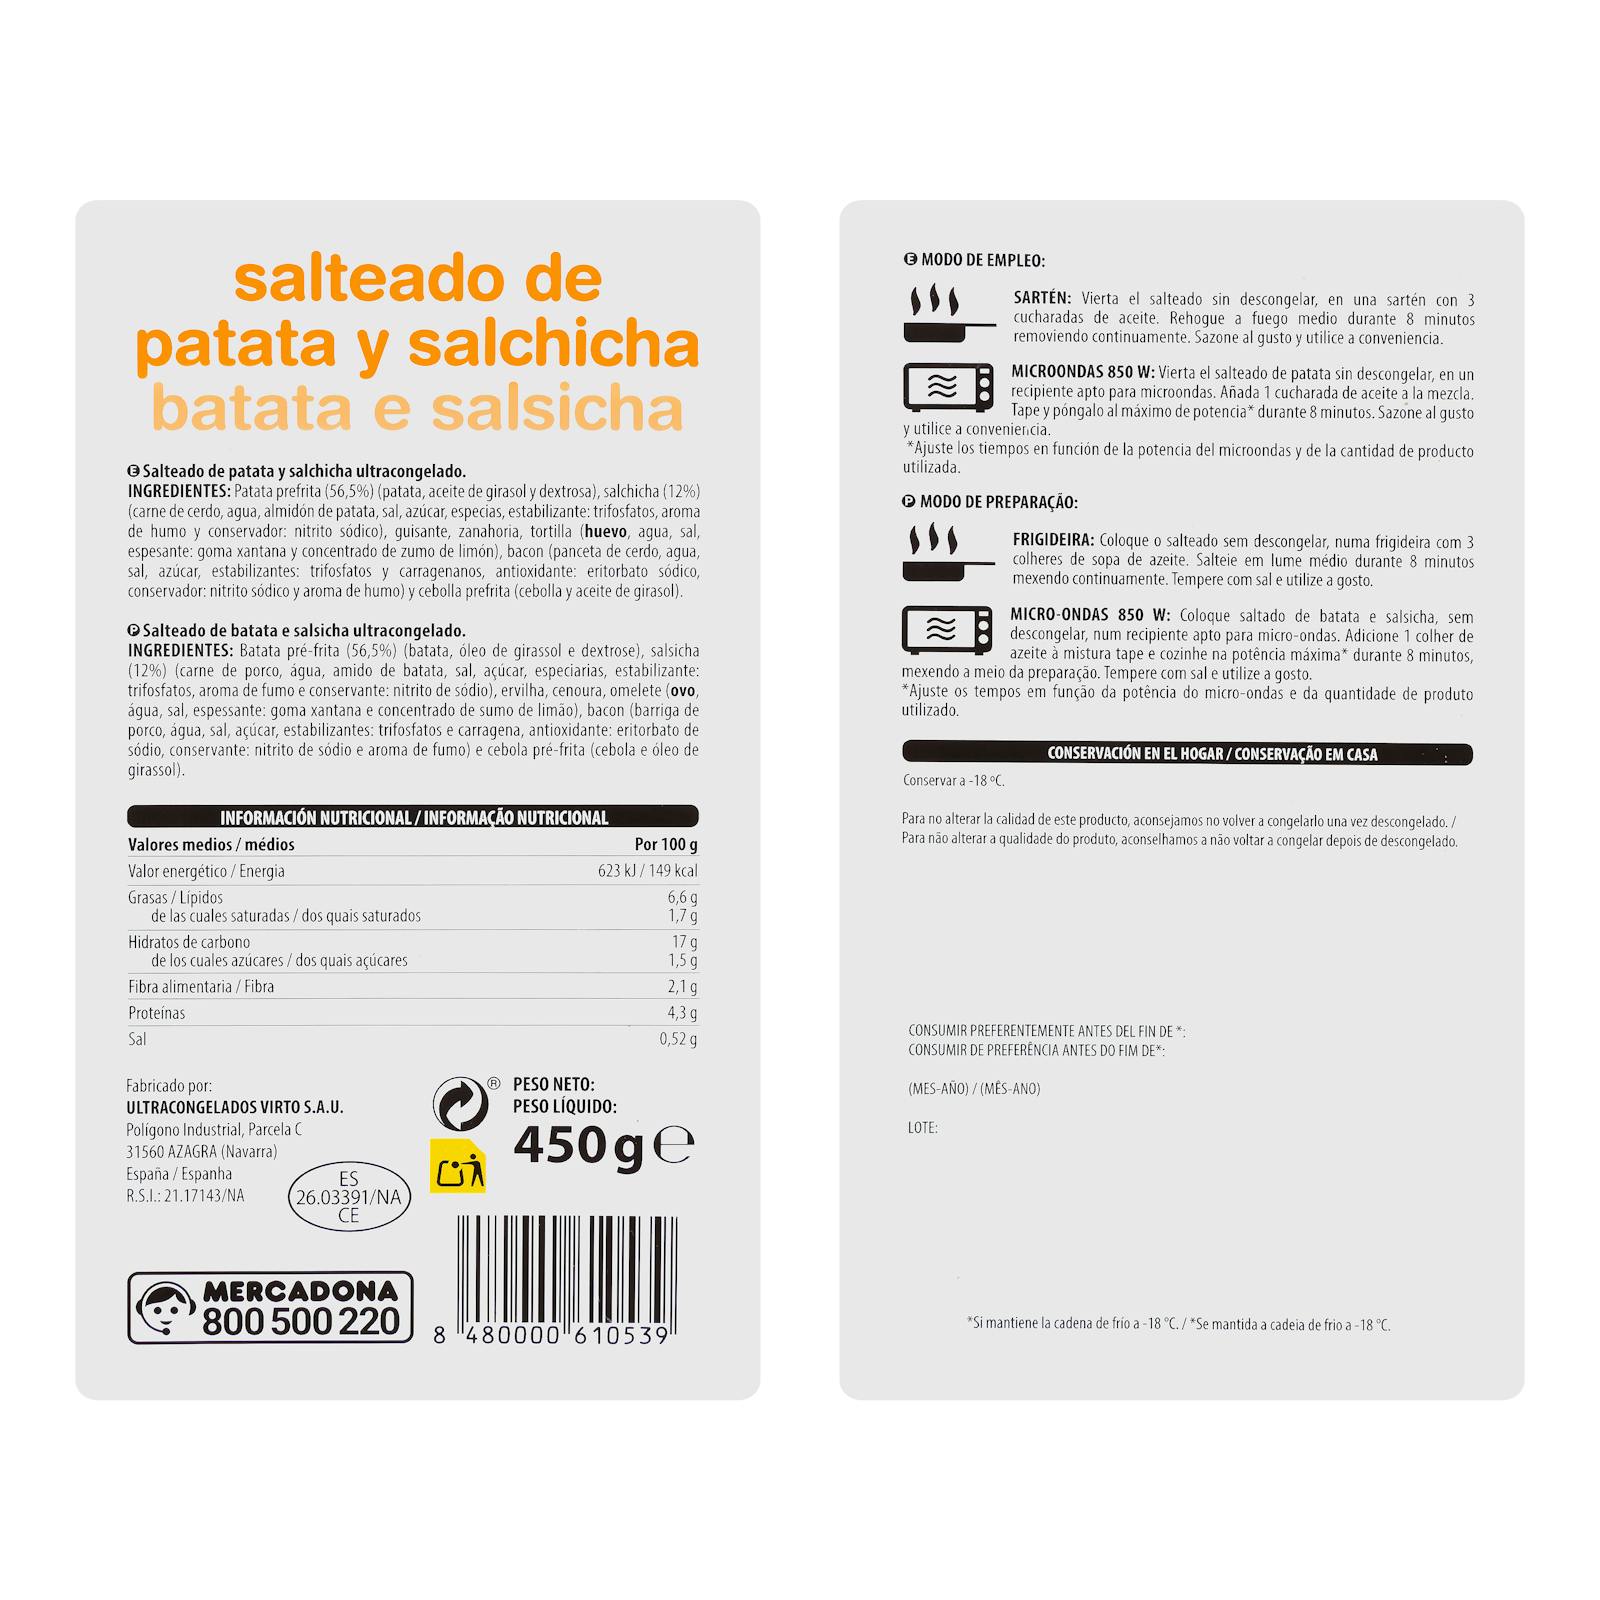 salteado de
patata y salchicha
batata e salsicha
E Salteado de patata y salchicha ultracongelado.
INGREDIENTES: Patata prefrita (56,5%) (patata, aceite de girasol y dextrosa), salchicha (12%)
(carne de cerdo, agua, almidón de patata, sal, azúcar, especias, estabilizante: trifosfatos, aroma
de humo y conservador: nitrito sódico), guisante, zanahoria, tortilla (huevo, agua, sal,
espesante: goma xantana y concentrado de zumo de limón), bacon (panceta de cerdo, agua,
sal, azúcar, estabilizantes: trifosfatos y carragenanos, antioxidante: eritorbato sódico,
conservador: nitrito sódico y aroma de humo) y cebolla prefrita (cebolla y aceite de girasol).
P Salteado de batata e salsicha ultracongelado.
INGREDIENTES: Batata pré-frita (56,5%) (batata, óleo de girassol e dextrose), salsicha
(12%) (carne de porco, água, amido de batata, sal, açúcar, especiarias, estabilizante:
trifosfatos, aroma de fumo e conservante: nitrito de sódio), ervilha, cenoura, omelete (ovo,
água, sal, espessante: goma xantana e concentrado de sumo de limão), bacon (barriga de
porco, água, sal, açúcar, estabilizantes: trifosfatos e carragena, antioxidante: eritorbato de
sódio, conservante: nitrito de sódio e aroma de fumo) e cebola pré-frita (cebola e óleo de
girassol).
INFORMACIÓN NUTRICIONAL / INFORMAÇÃO NUTRICIONAL
Valores medios / médios Por 100 g
Valor energético / Energia 623 kJ / 149 kcal
Grasas / Lípidos 6,6 g
de las cuales saturadas / dos quais saturados 1,7 g
Hidratos de carbono 17 g
de los cuales azúcares / dos quais açúcares 1,5 g
Fibra alimentaria / Fibra 2,1 g
Proteínas 4,3 g
Sal 0,52 g
Fabricado por:
ULTRACONGELADOS VIRTO S.A.U.
Polígono Industrial, Parcela C
31560 AZAGRA (Navarra)
España / Espanha
R.S.I.: 21.17143/NA
ES
26.03391/NA
CE
®
PESO NETO:
PESO LÍQUIDO:
450 g ℮
MERCADONA
800 500 220
8 480000 610539
E MODO DE EMPLEO:
SARTÉN: Vierta el salteado sin descongelar, en una sartén con 3
cucharadas de aceite. Rehogue a fuego medio durante 8 minutos
removiendo continuamente. Sazone al gusto y utilice a conveniencia.
MICROONDAS 850 W: Vierta el salteado de patata sin descongelar, en un
recipiente apto para microondas. Añada 1 cucharada de aceite a la mezcla.
Tape y póngalo al máximo de potencia* durante 8 minutos. Sazone al gusto
y utilice a conveniencia.
*Ajuste los tiempos en función de la potencia del microondas y de la cantidad de producto
utilizada.
P MODO DE PREPARAÇÃO:
FRIGIDEIRA: Coloque o salteado sem descongelar, numa frigideira com 3
colheres de sopa de azeite. Salteie em lume médio durante 8 minutos
mexendo continuamente. Tempere com sal e utilize a gosto.
MICRO-ONDAS 850 W: Coloque saltado de batata e salsicha, sem
descongelar, num recipiente apto para micro-ondas. Adicione 1 colher de
azeite à mistura tape e cozinhe na potência máxima* durante 8 minutos,
mexendo a meio da preparação. Tempere com sal e utilize a gosto.
*Ajuste os tempos em função da potência do micro-ondas e da quantidade de produto
utilizado.
CONSERVACIÓN EN EL HOGAR / CONSERVAÇÃO EM CASA
Conservar a -18 ºC.
Para no alterar la calidad de este producto, aconsejamos no volver a congelarlo una vez descongelado. /
Para não alterar a qualidade do produto, aconselhamos a não voltar a congelar depois de descongelado.
CONSUMIR PREFERENTEMENTE ANTES DEL FIN DE *:
CONSUMIR DE PREFERÊNCIA ANTES DO FIM DE*:
(MES-AÑO) / (MÊS-ANO)
LOTE:
*Si mantiene la cadena de frío a -18 °C. / *Se mantida a cadeia de frio a -18 °C.